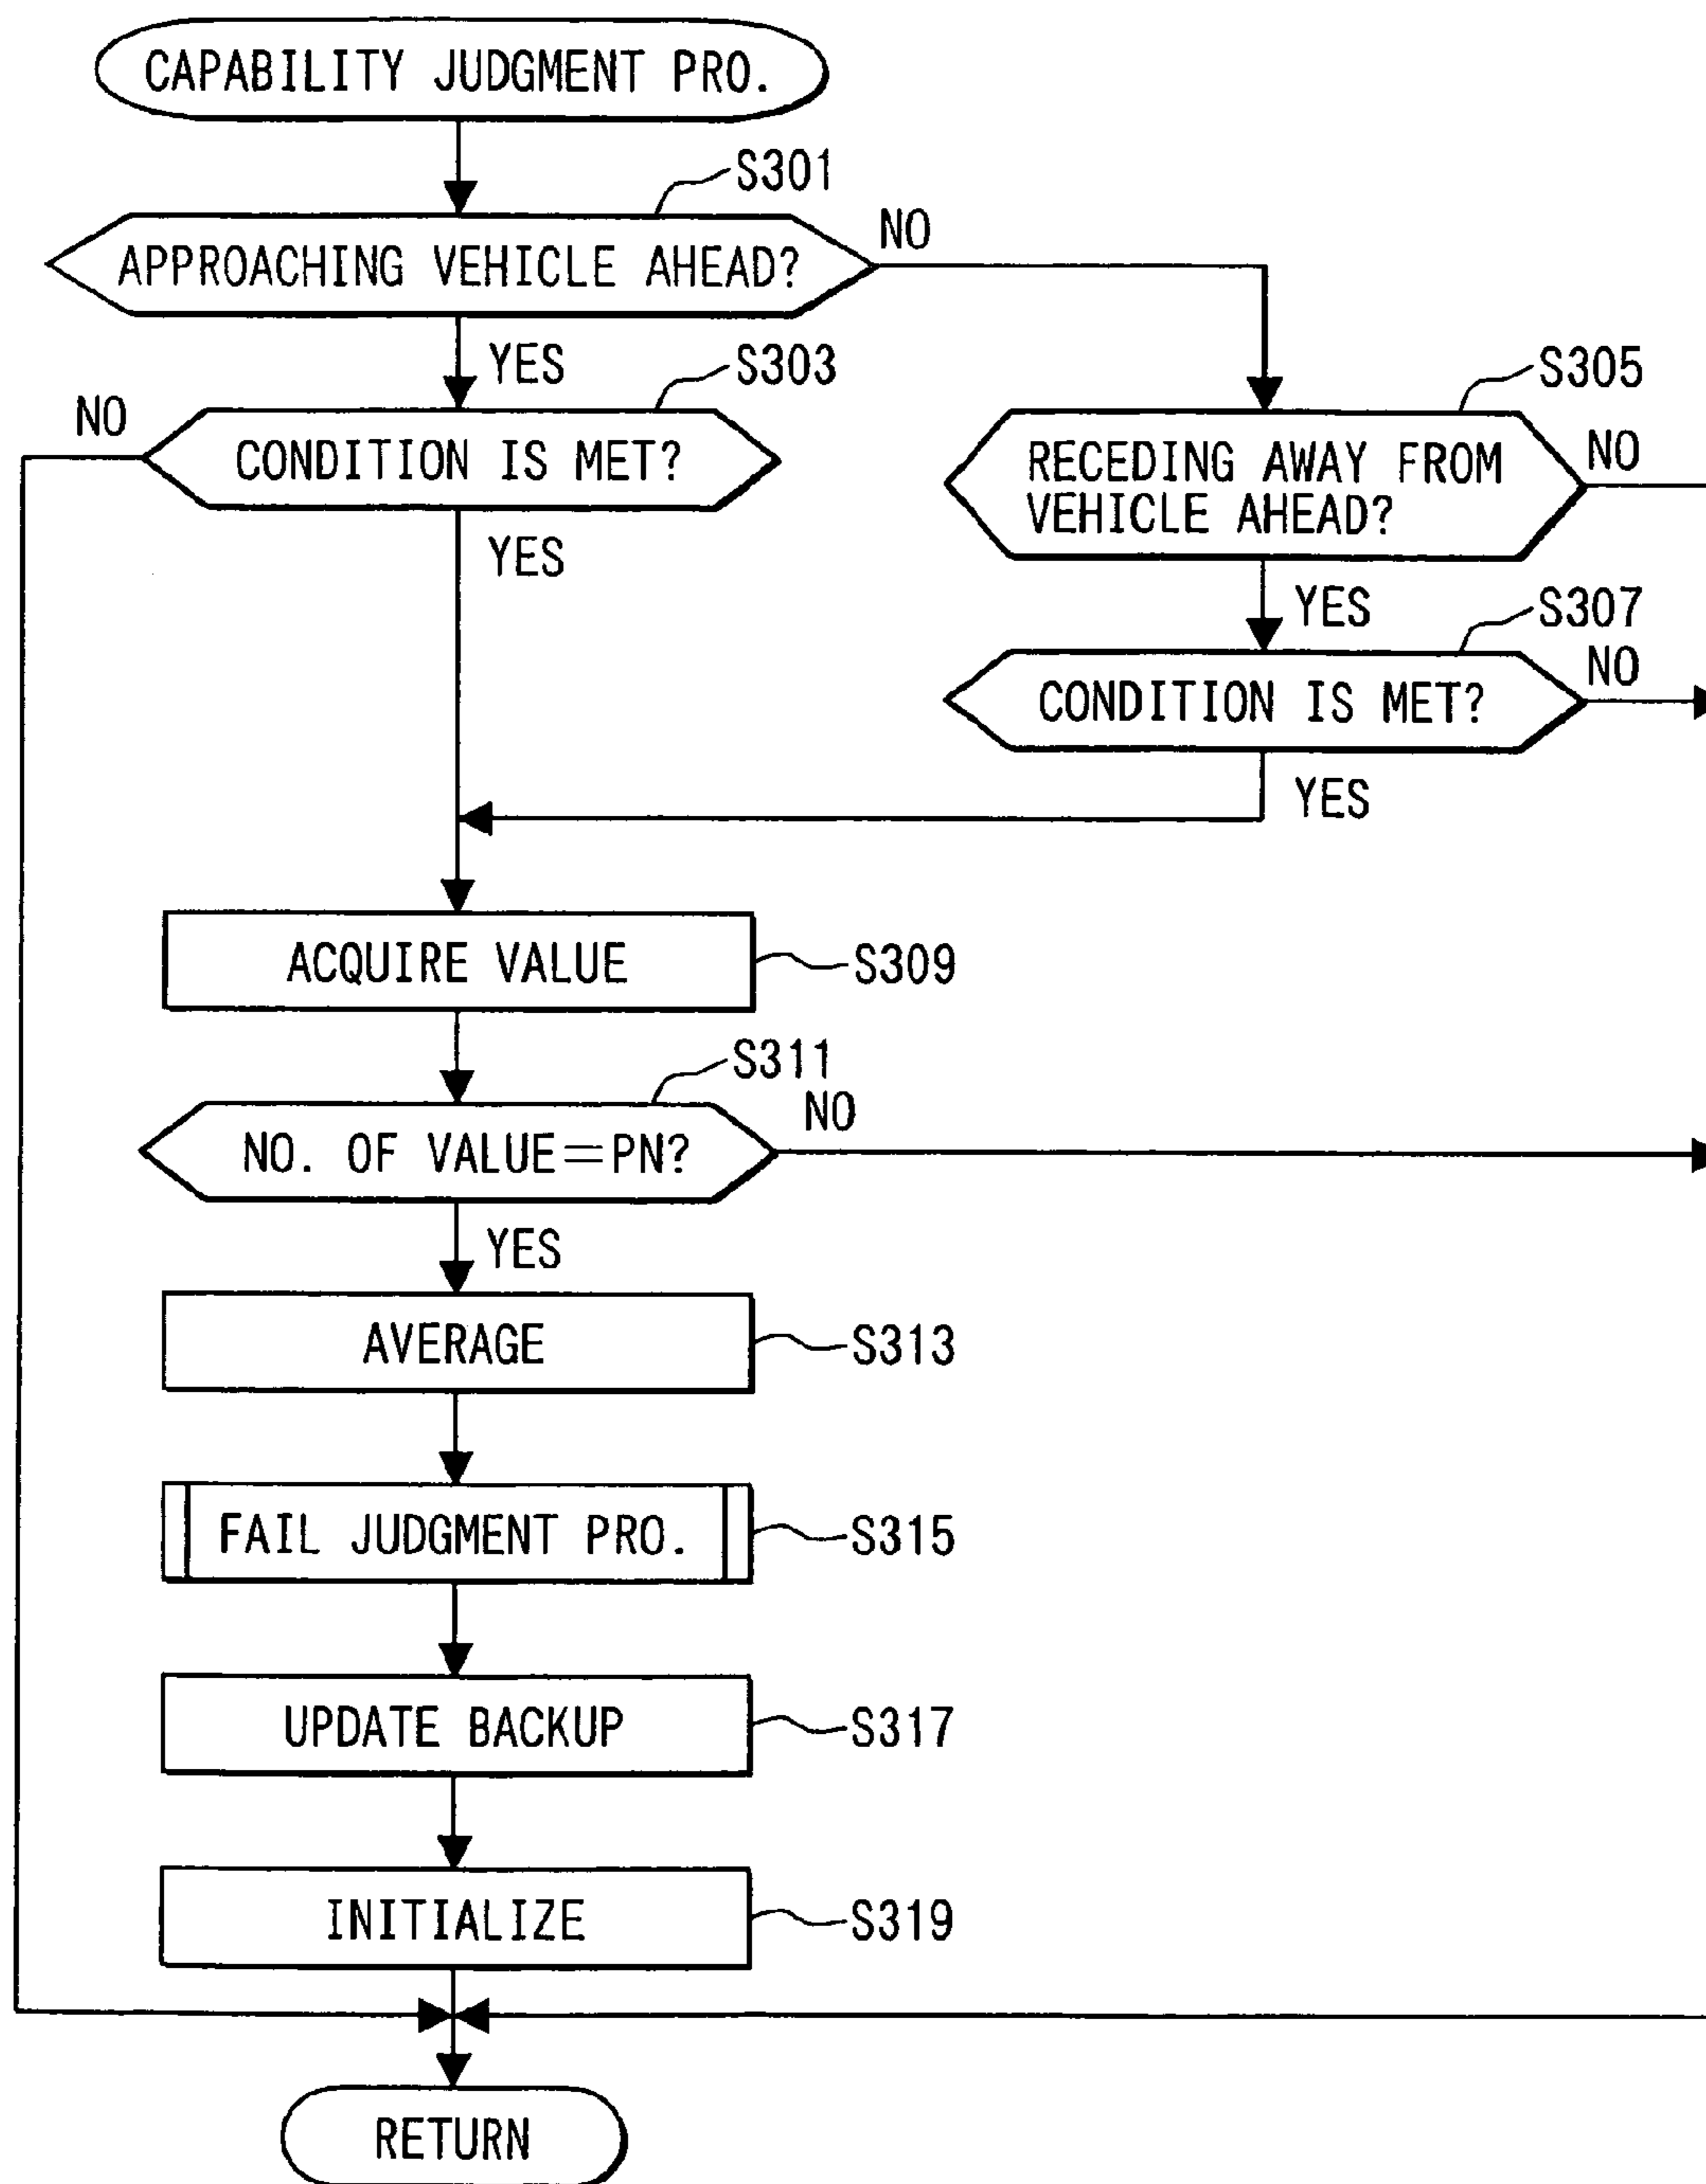 CAPABILITY JUDGMENT PRO.
S301
APPROACHING VEHICLE AHEAD?
NO
YES
S303
NO
CONDITION IS MET?
YES
S305
RECEDING AWAY FROM
VEHICLE AHEAD?
NO
YES
S307
NO
CONDITION IS MET?
YES
ACQUIRE VALUE
S309
S311
NO. OF VALUE=PN?
NO
YES
AVERAGE
S313
FAIL JUDGMENT PRO.
S315
UPDATE BACKUP
S317
INITIALIZE
S319
RETURN